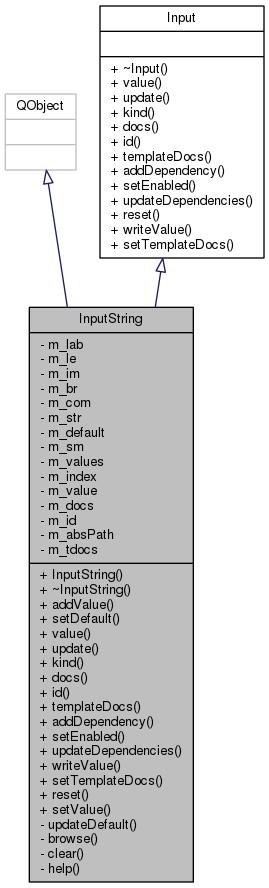 Input
+ ~Input()
+ value()
+ update()
+ kind()
+ docs()
+ id()
+ templateDocs()
+ addDependency()
+ setEnabled()
+ updateDependencies()
+ reset()
+ writeValue()
+ setTemplateDocs()
QObject
InputString
- m_lab
- m_le
- m_im
- m_br
- m_com
- m_str
- m_default
- m_sm
- m_values
- m_index
- m_value
- m_docs
- m_id
- m_absPath
- m_tdocs
+ InputString()
+ ~InputString()
+ addValue()
+ setDefault()
+ value()
+ update()
+ kind()
+ docs()
+ id()
+ templateDocs()
+ addDependency()
+ setEnabled()
+ updateDependencies()
+ writeValue()
+ setTemplateDocs()
+ reset()
+ setValue()
- updateDefault()
- browse()
- clear()
- help()